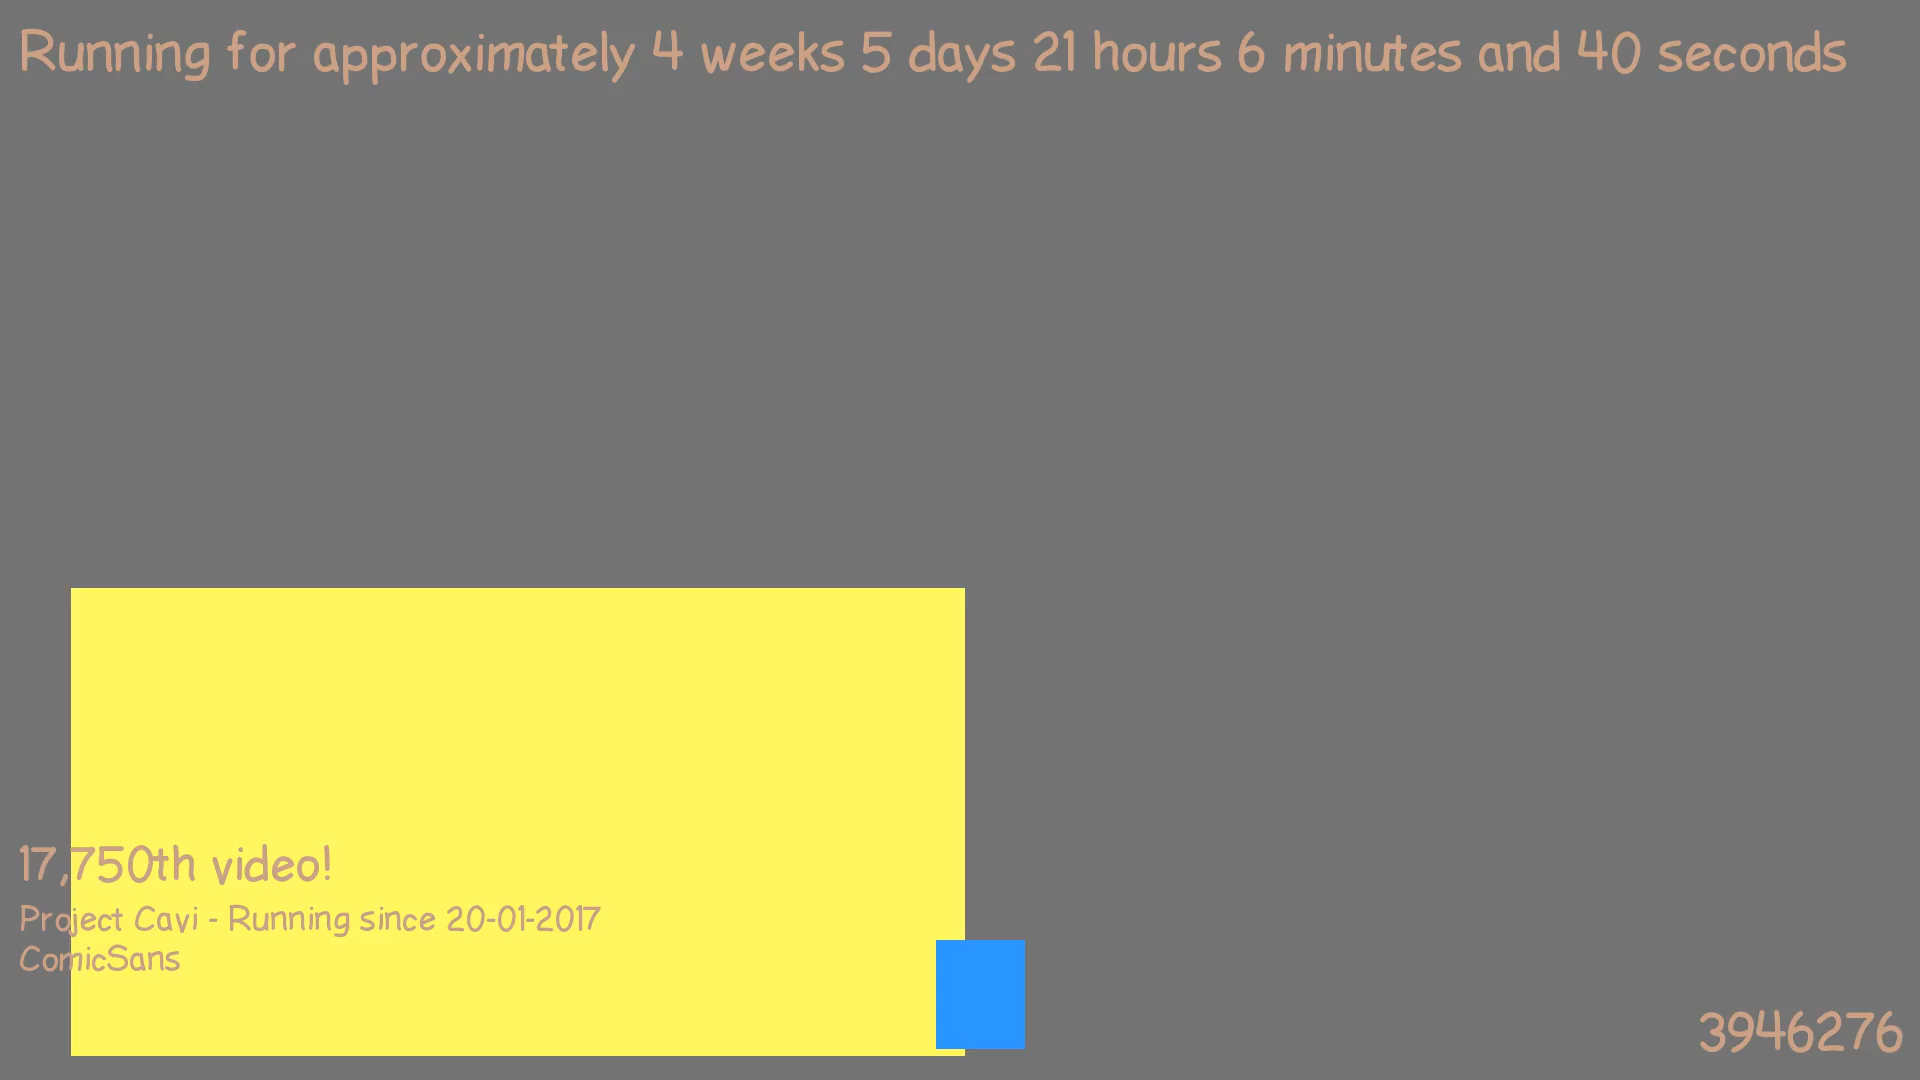 Running for approximately 4 weeks 5 days 21 hours 6 minutes and 40 seconds
17,750th video!
Project Cavi - Running since 20-01-2017
ComicSans
3946276